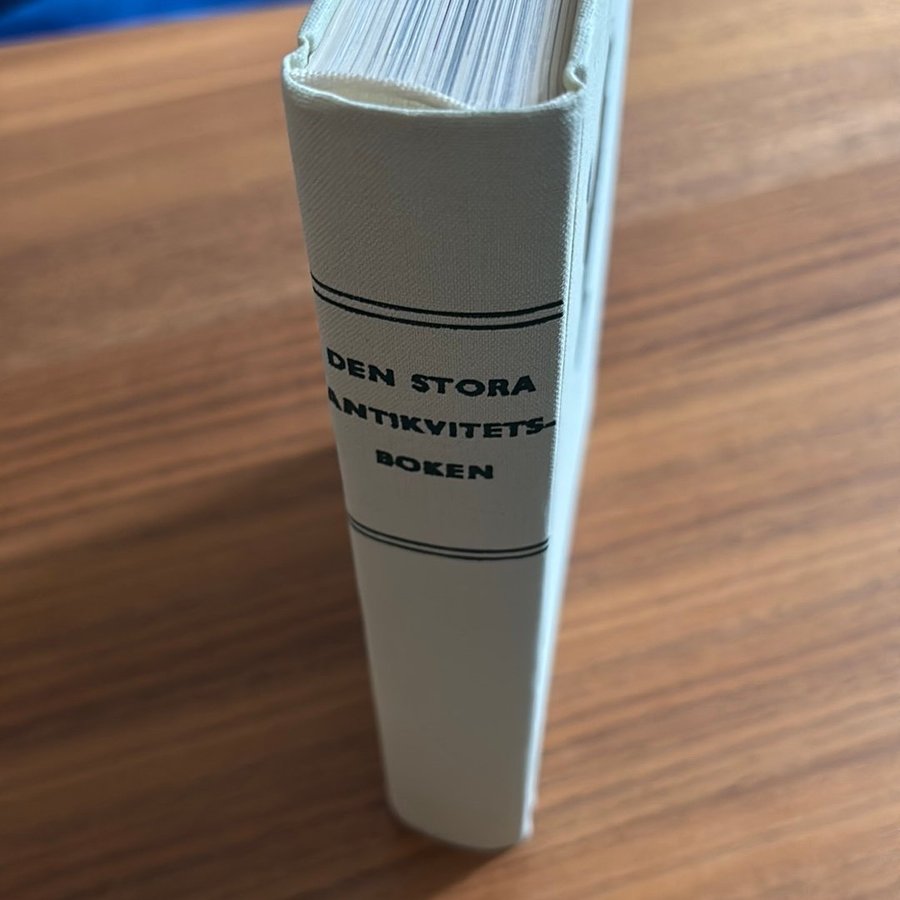 DEN STORA
ANTIKVITETS-
BOKEN